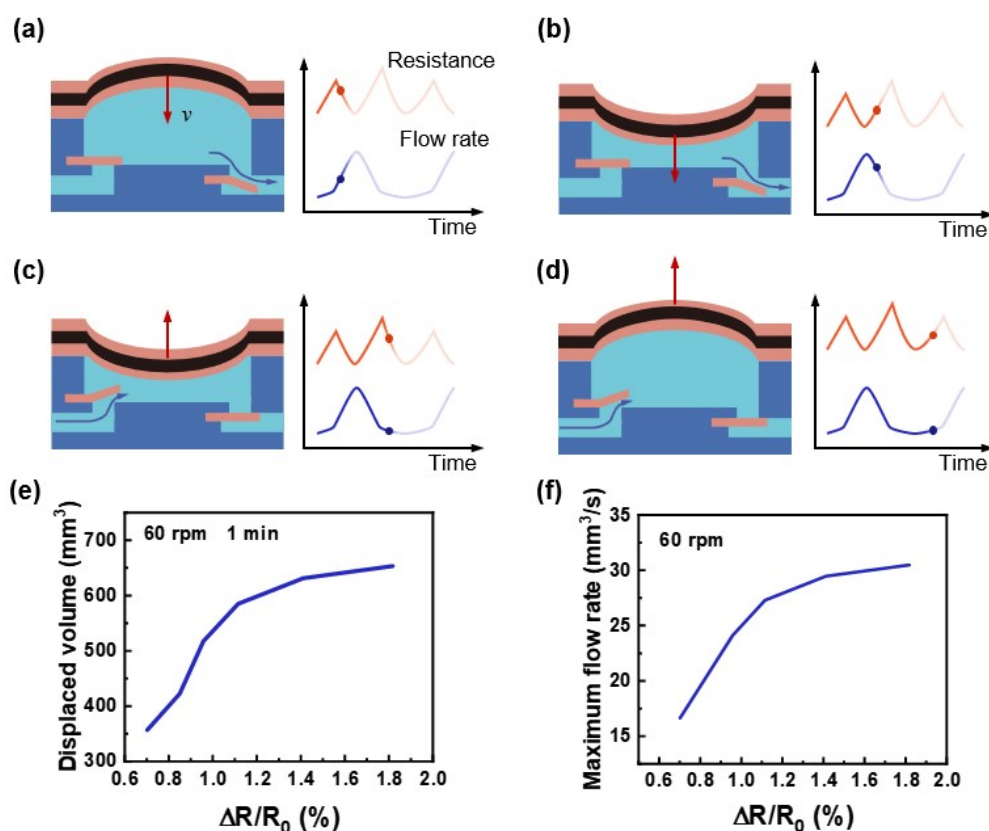 (a)
Resistance
v
Flow rate
Time
(b)
Time
(c)
Time
(d)
Time
(e)
Displaced volume (mm³)
700
600
500
400
300
60 rpm 1 min
0.6 0.8 1.0 1.2 1.4 1.6 1.8 2.0
ΔR/R₀ (%)
(f)
Maximum flow rate (mm³/s)
35
30
25
20
15
60 rpm
0.6 0.8 1.0 1.2 1.4 1.6 1.8 2.0
ΔR/R₀ (%)